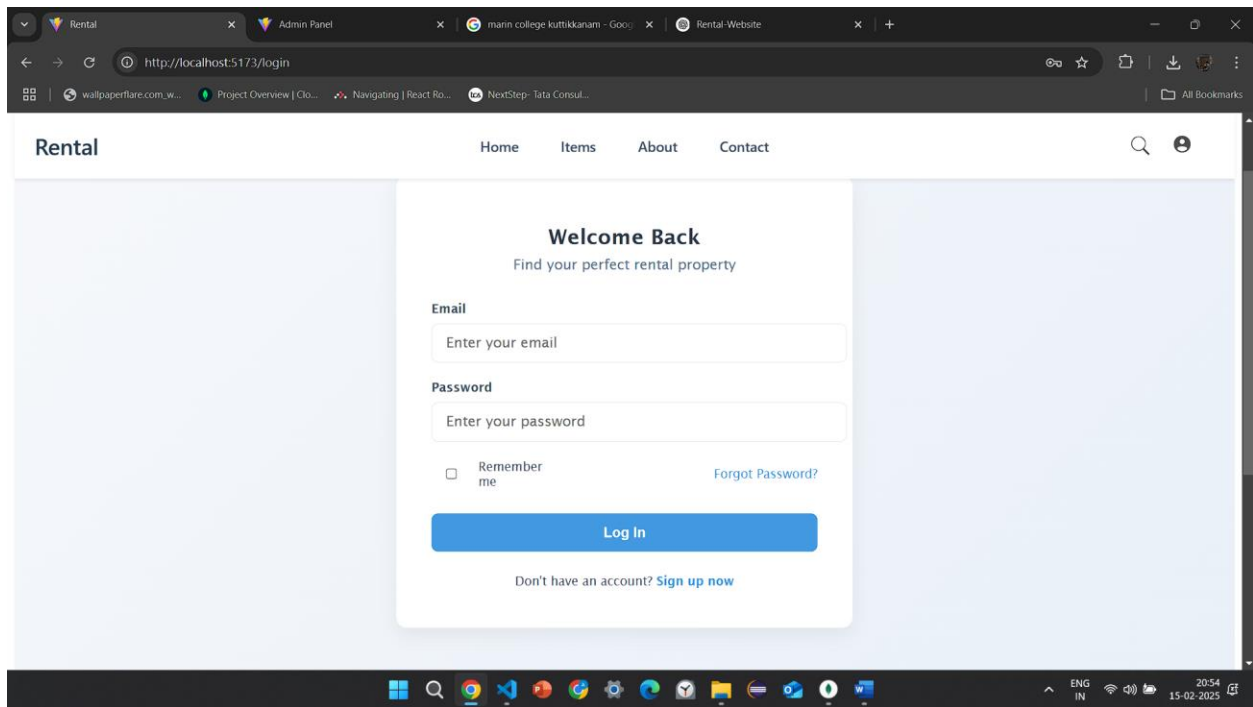 Rental
Admin Panel
marin college kuttikkanam - Goog
Rental-Website
http://localhost:5173/login
wallpaperflare.com_w...
Project Overview | Clo...
Navigating | React Ro...
NextStep- Tata Consul...
All Bookmarks
Rental
Home
Items
About
Contact
Welcome Back
Find your perfect rental property
Email
Enter your email
Password
Enter your password
Remember
me
Forgot Password?
Log In
Don't have an account? Sign up now
ENG
IN
20:54
15-02-2025